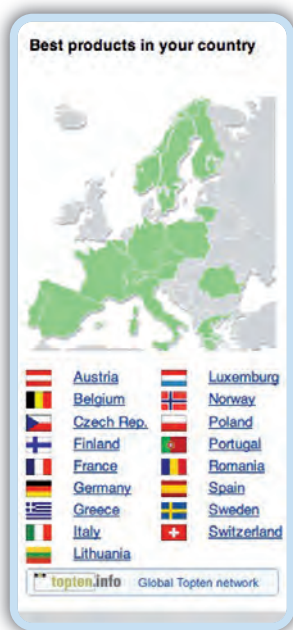 Best products in your country
Austria Luxemburg
Belgium Norway
Czech Rep. Poland
Finland Portugal
France Romania
Germany Spain
Greece Sweden
Italy Switzerland
Lithuania
topten.info Global Topten network